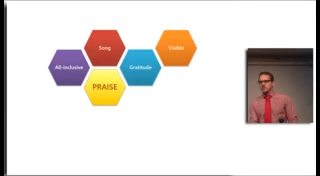 Song
Visible
All-Inclusive
Gratitude
PRAISE